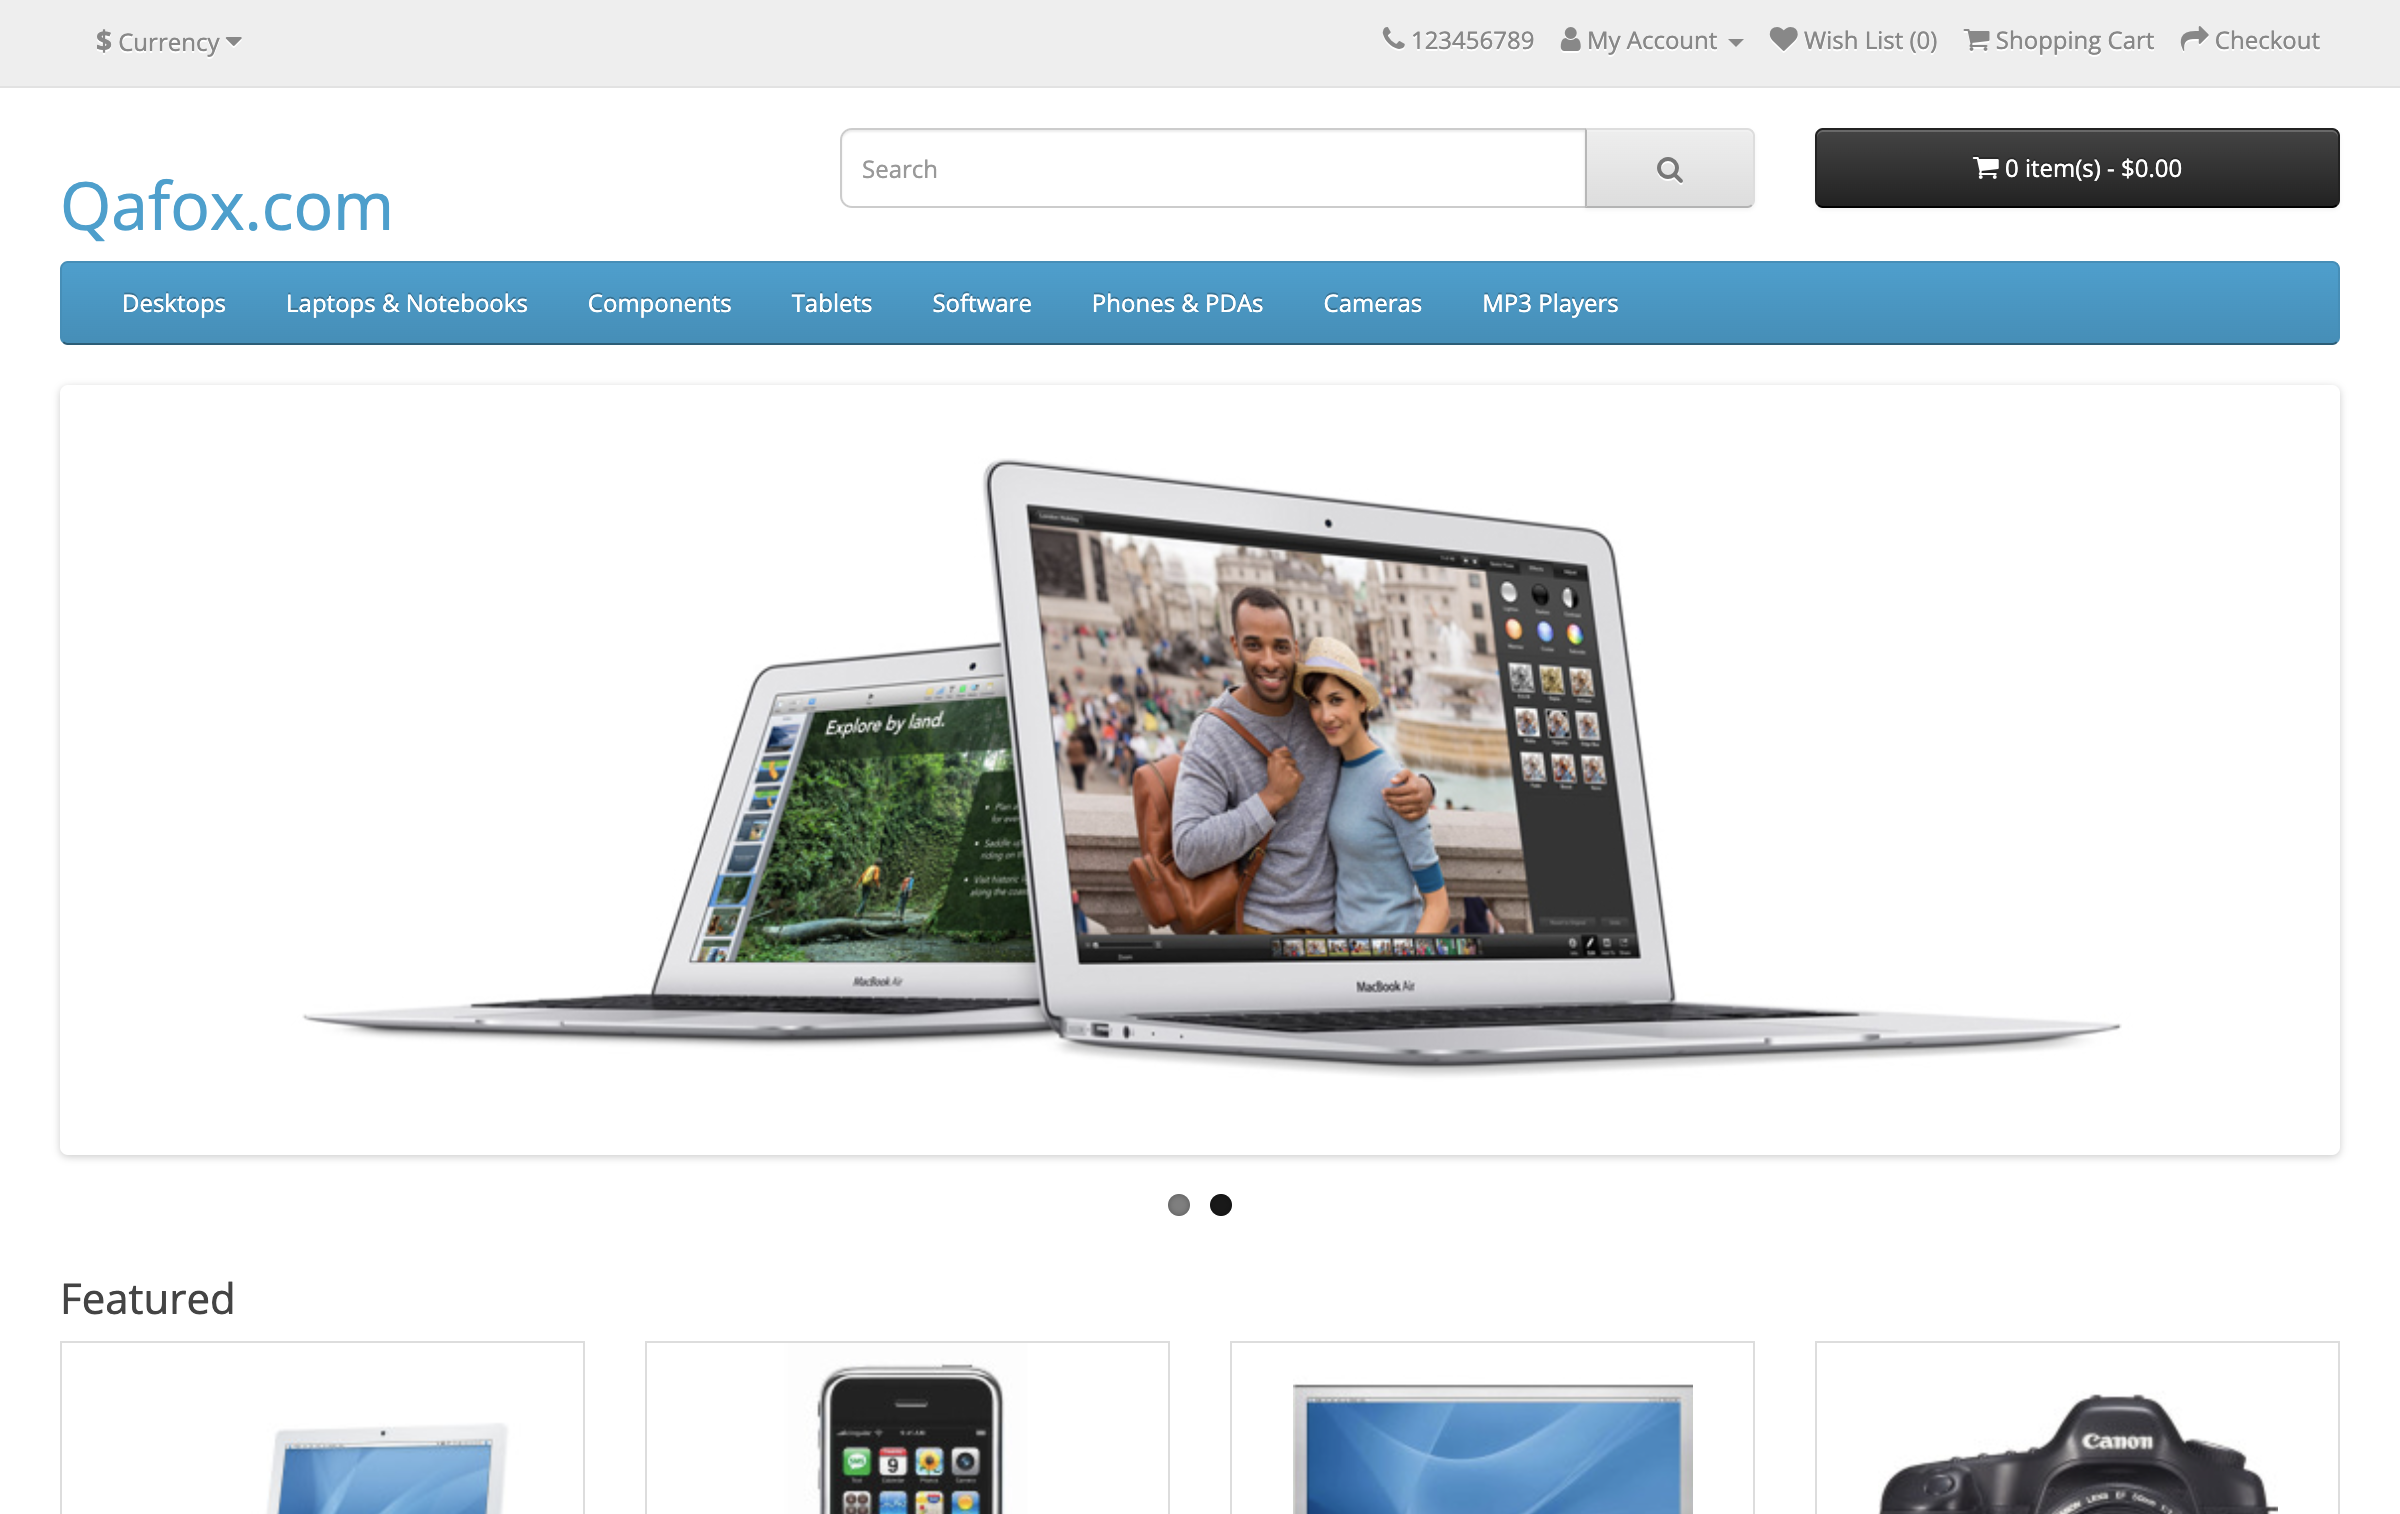 $ Currency
123456789 My Account Wish List (0) Shopping Cart Checkout
Search
0 item(s) - $0.00
Qafox.com
Desktops Laptops & Notebooks Components Tablets Software Phones & PDAs Cameras MP3 Players
Explore by land.
MacBook Air
MacBook Air
Featured
9
Canon